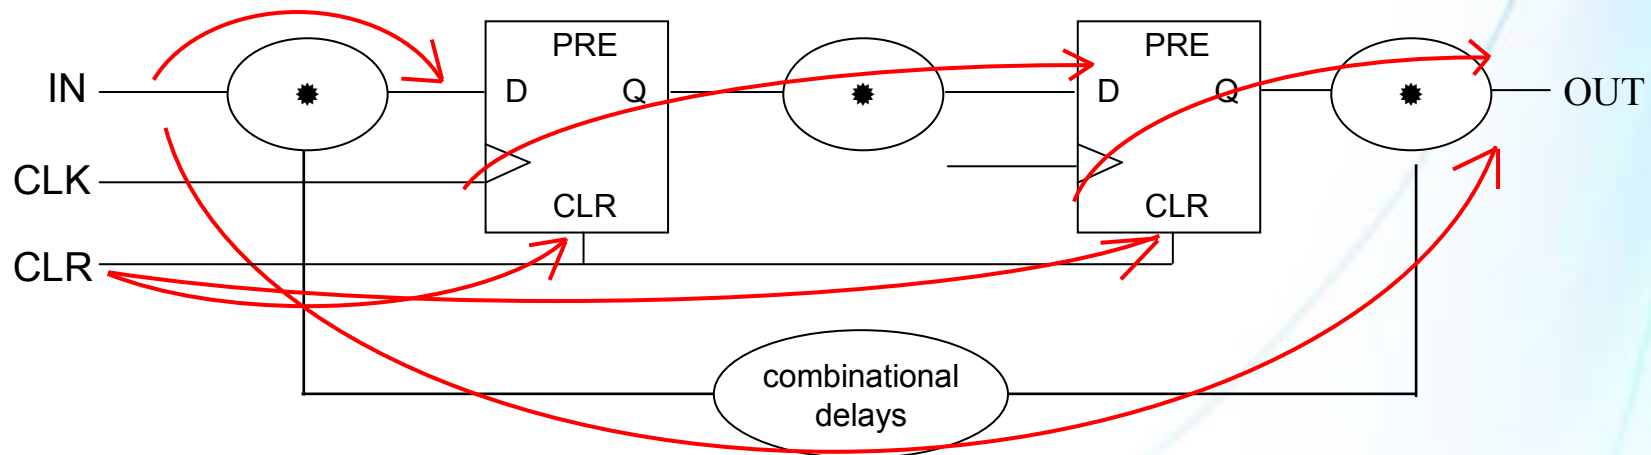 PRE
PRE
IN
D
Q
D
Q
OUT
CLK
CLR
CLR
CLR
combinational
delays